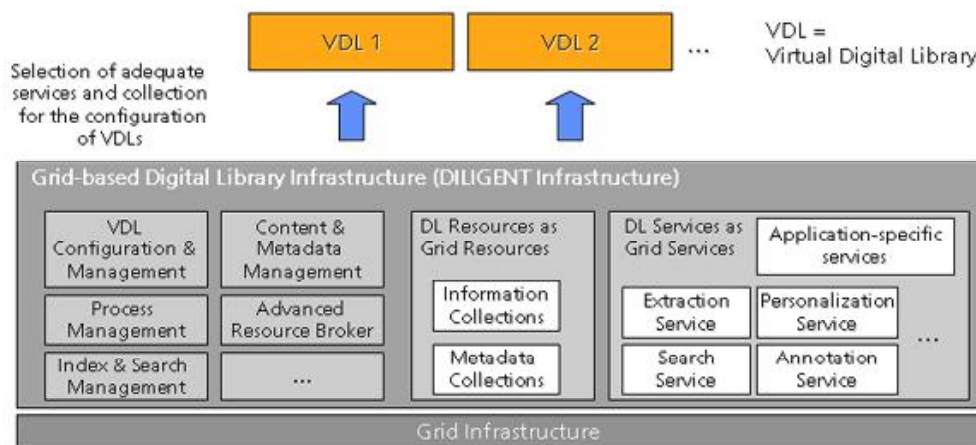 VDL 1
VDL 2
...
VDL =
Virtual Digital Library
Selection of adequate
services and collection
for the configuration
of VDLs
Grid-based Digital Library Infrastructure (DILIGENT Infrastructure)
VDL
Configuration &
Management
Content &
Metadata
Management
Process
Management
Advanced
Resource Broker
Index & Search
Management
...
DL Resources as
Grid Resources
Information
Collections
Metadata
Collections
DL Services as
Grid Services
Application-specific
services
Extraction
Service
Personalization
Service
Search
Service
Annotation
Service
...
Grid Infrastructure